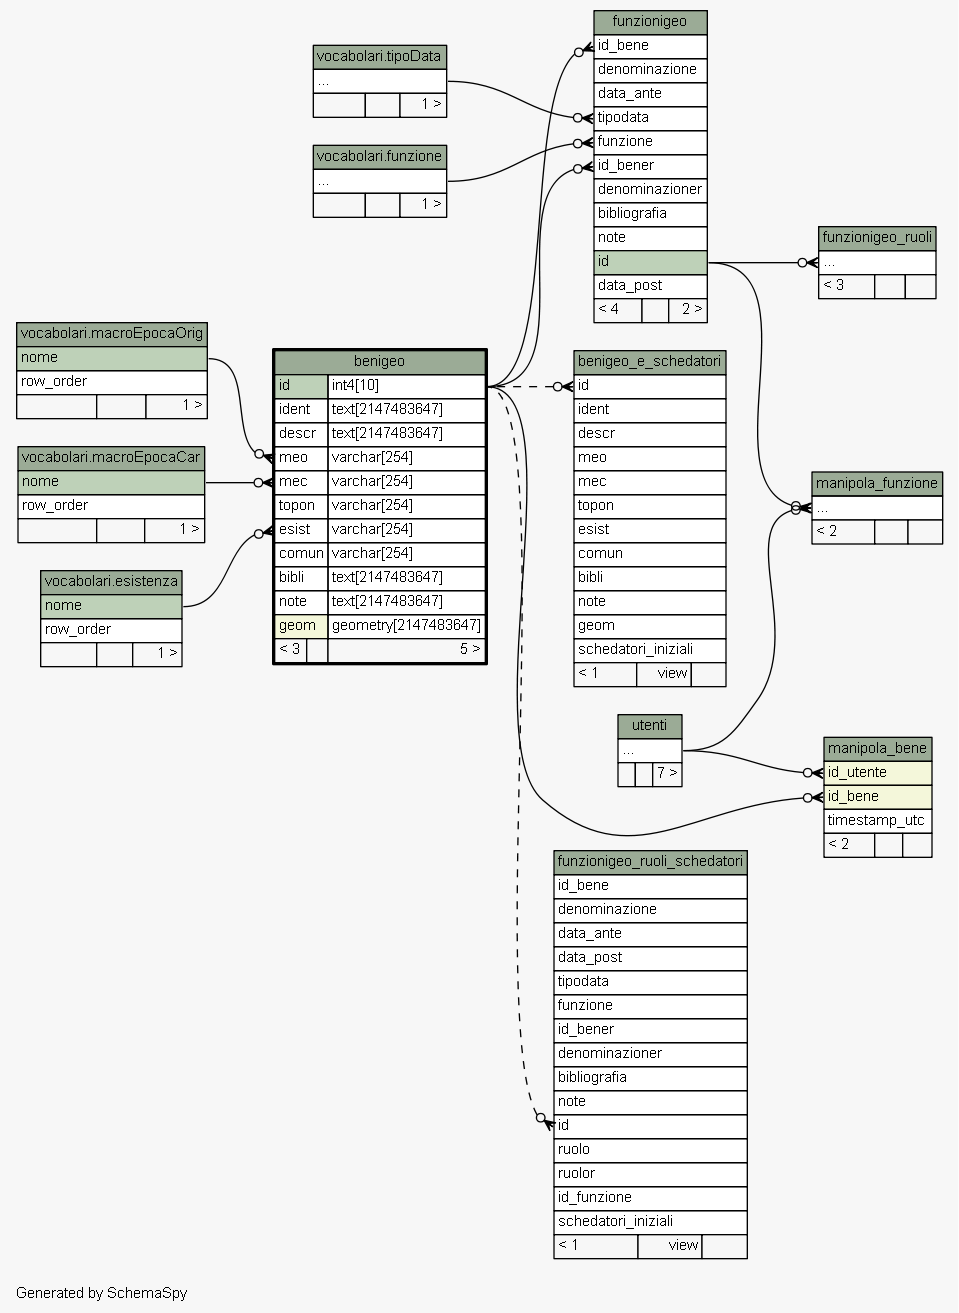 funzionigeo
id_bene
denominazione
data_ante
tipodata
funzione
id_bener
denominazioner
bibliografia
note
id
data_post
< 4 2 >
vocabolari.tipoData
...
1 >
vocabolari.funzione
...
1 >
funzionigeo_ruoli
...
< 3
vocabolari.macroEpocaOrig
nome
row_order
1 >
vocabolari.macroEpocaCar
nome
row_order
1 >
vocabolari.esistenza
nome
row_order
1 >
benigeo
id int4[10]
ident text[2147483647]
descr text[2147483647]
meo varchar[254]
mec varchar[254]
topon varchar[254]
esist varchar[254]
comun varchar[254]
bibli text[2147483647]
note text[2147483647]
geom geometry[2147483647]
< 3 5 >
benigeo_e_schedatori
id
ident
descr
meo
mec
topon
esist
comun
bibli
note
geom
schedatori_iniziali
< 1 view
manipola_funzione
...
< 2
utenti
...
7 >
manipola_bene
id_utente
id_bene
timestamp_utc
< 2
funzionigeo_ruoli_schedatori
id_bene
denominazione
data_ante
data_post
tipodata
funzione
id_bener
denominazioner
bibliografia
note
id
ruolo
ruolor
id_funzione
schedatori_iniziali
< 1 view
Generated by SchemaSpy